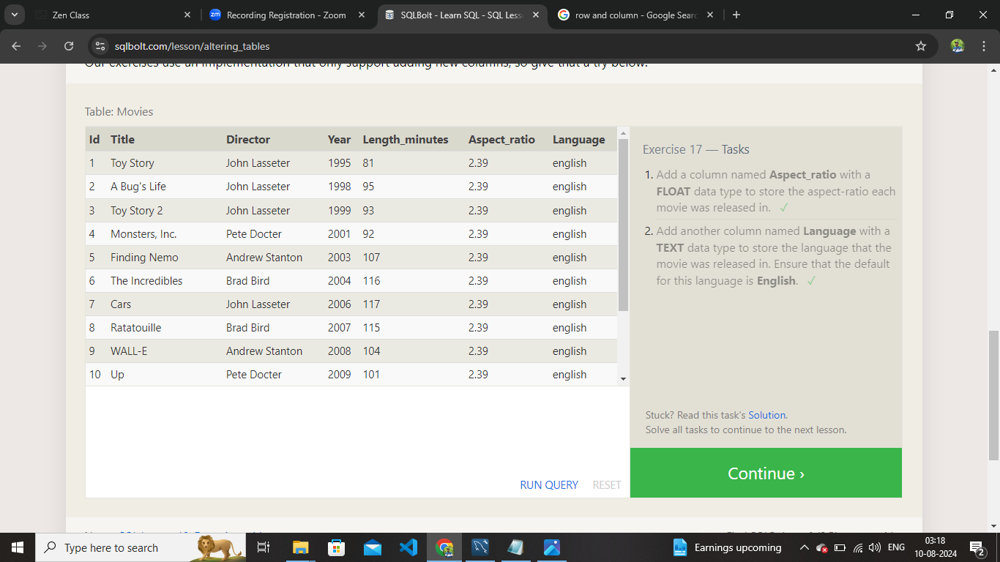 Zen Class
Recording Registration - Zoom
SQLBolt - Learn SQL - SQL Less
row and column - Google Searc
sqlbolt.com/lesson/altering_tables
Our exercises use an implementation that only support adding new columns, so give that a try below.
Table: Movies
Id Title Director Year Length_minutes Aspect_ratio Language
1 Toy Story John Lasseter 1995 81 2.39 english
2 A Bug's Life John Lasseter 1998 95 2.39 english
3 Toy Story 2 John Lasseter 1999 93 2.39 english
4 Monsters, Inc. Pete Docter 2001 92 2.39 english
5 Finding Nemo Andrew Stanton 2003 107 2.39 english
6 The Incredibles Brad Bird 2004 116 2.39 english
7 Cars John Lasseter 2006 117 2.39 english
8 Ratatouille Brad Bird 2007 115 2.39 english
9 WALL-E Andrew Stanton 2008 104 2.39 english
10 Up Pete Docter 2009 101 2.39 english
RUN QUERY RESET
Exercise 17 — Tasks
1. Add a column named Aspect_ratio with a
FLOAT data type to store the aspect-ratio each
movie was released in. ✓
2. Add another column named Language with a
TEXT data type to store the language that the
movie was released in. Ensure that the default
for this language is English. ✓
Stuck? Read this task's Solution.
Solve all tasks to continue to the next lesson.
Continue ›
Type here to search
Earnings upcoming
ENG
03:18
10-08-2024
2